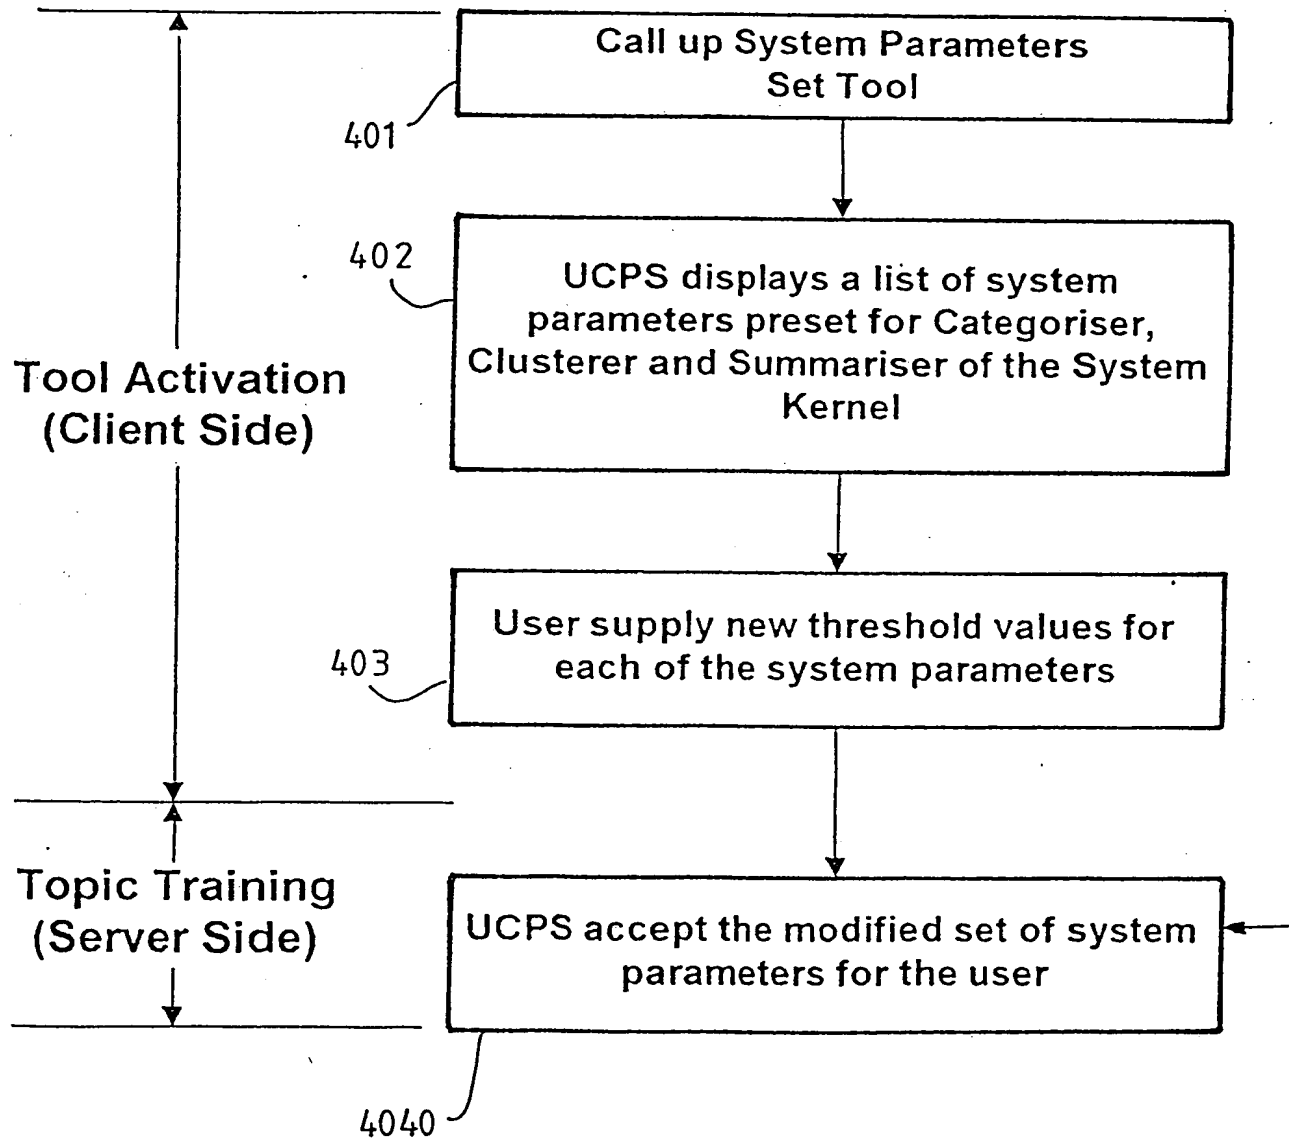 Call up System Parameters
Set Tool
401
402
UCPS displays a list of system
parameters preset for Categoriser,
Clusterer and Summariser of the System
Kernel
Tool Activation
(Client Side)
User supply new threshold values for
each of the system parameters
403
Topic Training
(Server Side)
UCPS accept the modified set of system
parameters for the user
4040